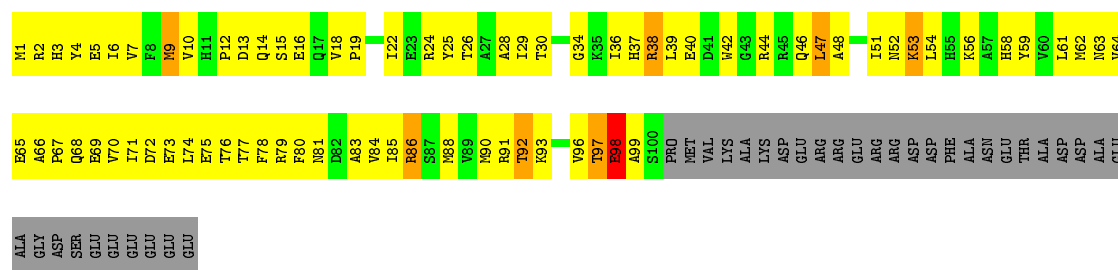 M1 R2 H3 Y4 E5 I6 V7 F8 M9 V10 H11 P12 D13 Q14 S15 E16 Q17 V18 P19 I22 E23 R24 Y25 T26 A27 A28 I29 T30 G34 K35 I36 H37 R38 L39 E40 D41 W42 G43 R44 R45 Q46 L47 A48 I51 N52 K53 L54 H55 K56 A57 H58 Y59 V60 L61 M62 N63 V64
E65 A66 P67 Q68 E69 V70 I71 D72 E73 L74 E75 T76 T77 F78 R79 F80 N81 D82 A83 V84 I85 R86 S87 M88 V89 M90 R91 T92 K93 V96 T97 E98 A99 S100 PRO MET VAL LYS ALA LYS ASP GLU ARG ARG GLU ARG ARG ASP ASP PHE ALA ASN GLU THR ALA ASP ASP ALA GLU
ALA GLY ASP SER GLU GLU GLU GLU GLU GLU